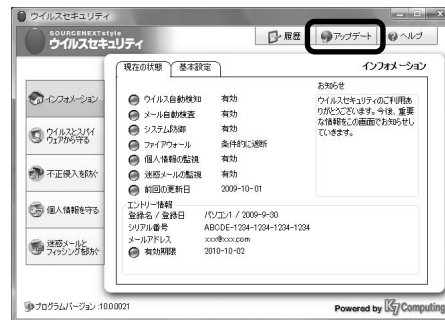 ウイルスセキュリティ
SOURCENEXTstyle
ウイルスセキュリティ
履歴
アップデート
ヘルプ
現在の状態
基本設定
インフォメーション
インフォメーション
ウイルスとスパイ
ウェアから守る
不正侵入を防ぐ
個人情報を守る
迷惑メールと
フィッシングを防ぐ
ウイルス自動検知 有効
メール自動検査 有効
システム防御 有効
ファイアウォール 条件的に遮断
個人情報の監視 有効
迷惑メールの監視 有効
前回の更新日 2009-10-01
お知らせ
ウイルスセキュリティのご利用あ
りがとうございます。今後、重要
な情報をこの画面でお知らせし
ていきます。
エントリー情報
登録名 / 登録日 パソコン1 / 2009-9-30
シリアル番号 ABCDE-1234-1234-1234-1234
メールアドレス xxx@xxx.com
有効期限 2010-10-02
プログラムバージョン :10.0.0021
Powered by K7Computing